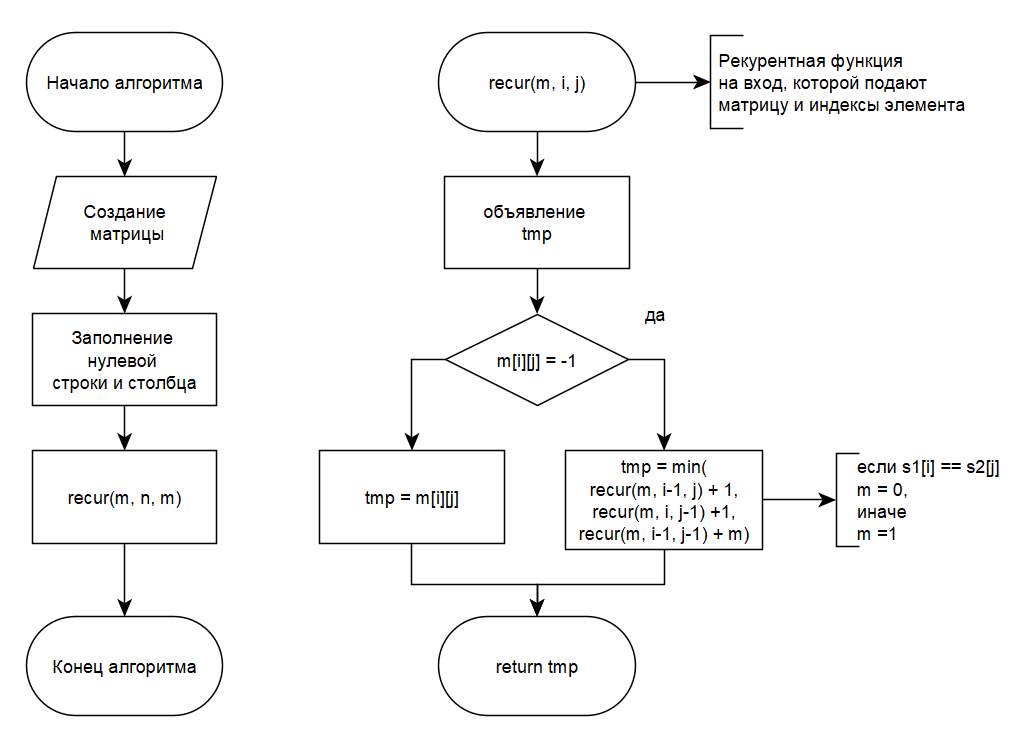 Начало алгоритма
Создание
матрицы
Заполнение
нулевой
строки и столбца
recur(m, n, m)
Конец алгоритма
recur(m, i, j)
Рекурентная функция
на вход, которой подают
матрицу и индексы элемента
объявление
tmp
m[i][j] = -1
да
tmp = m[i][j]
tmp = min(
recur(m, i-1, j) + 1,
recur(m, i, j-1) +1,
recur(m, i-1, j-1) + m)
если s1[i] == s2[j]
m = 0,
иначе
m =1
return tmp